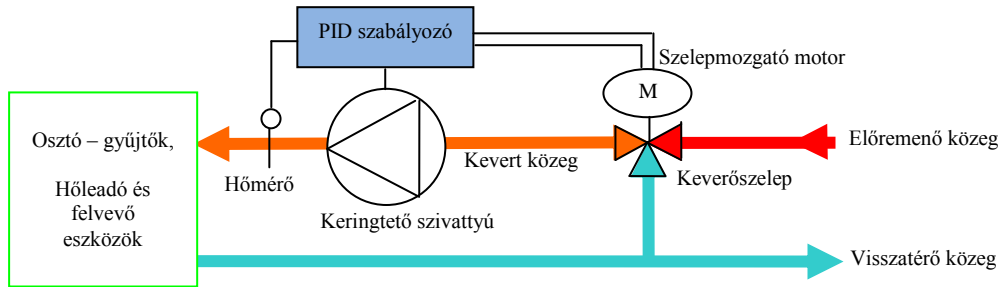 PID szabályozó
Szelepmozgató motor
M
Osztó – gyűjtők,
Hőleadó és
felvevő
eszközök
Hőmérő
Keringtető szivattyú
Kevert közeg
Keverőszelep
Előremenő közeg
Visszatérő közeg